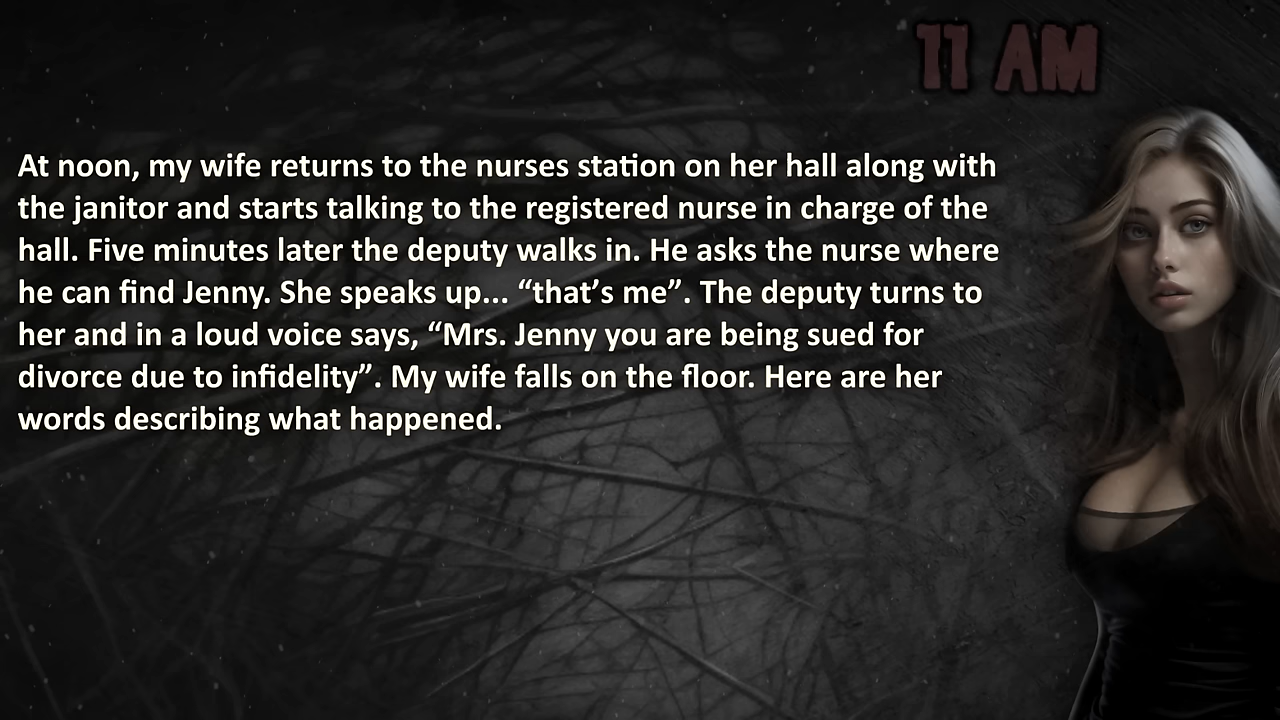 11 AM
At noon, my wife returns to the nurses station on her hall along with
the janitor and starts talking to the registered nurse in charge of the
hall. Five minutes later the deputy walks in. He asks the nurse where
he can find Jenny. She speaks up... “that’s me”. The deputy turns to
her and in a loud voice says, “Mrs. Jenny you are being sued for
divorce due to infidelity”. My wife falls on the floor. Here are her
words describing what happened.